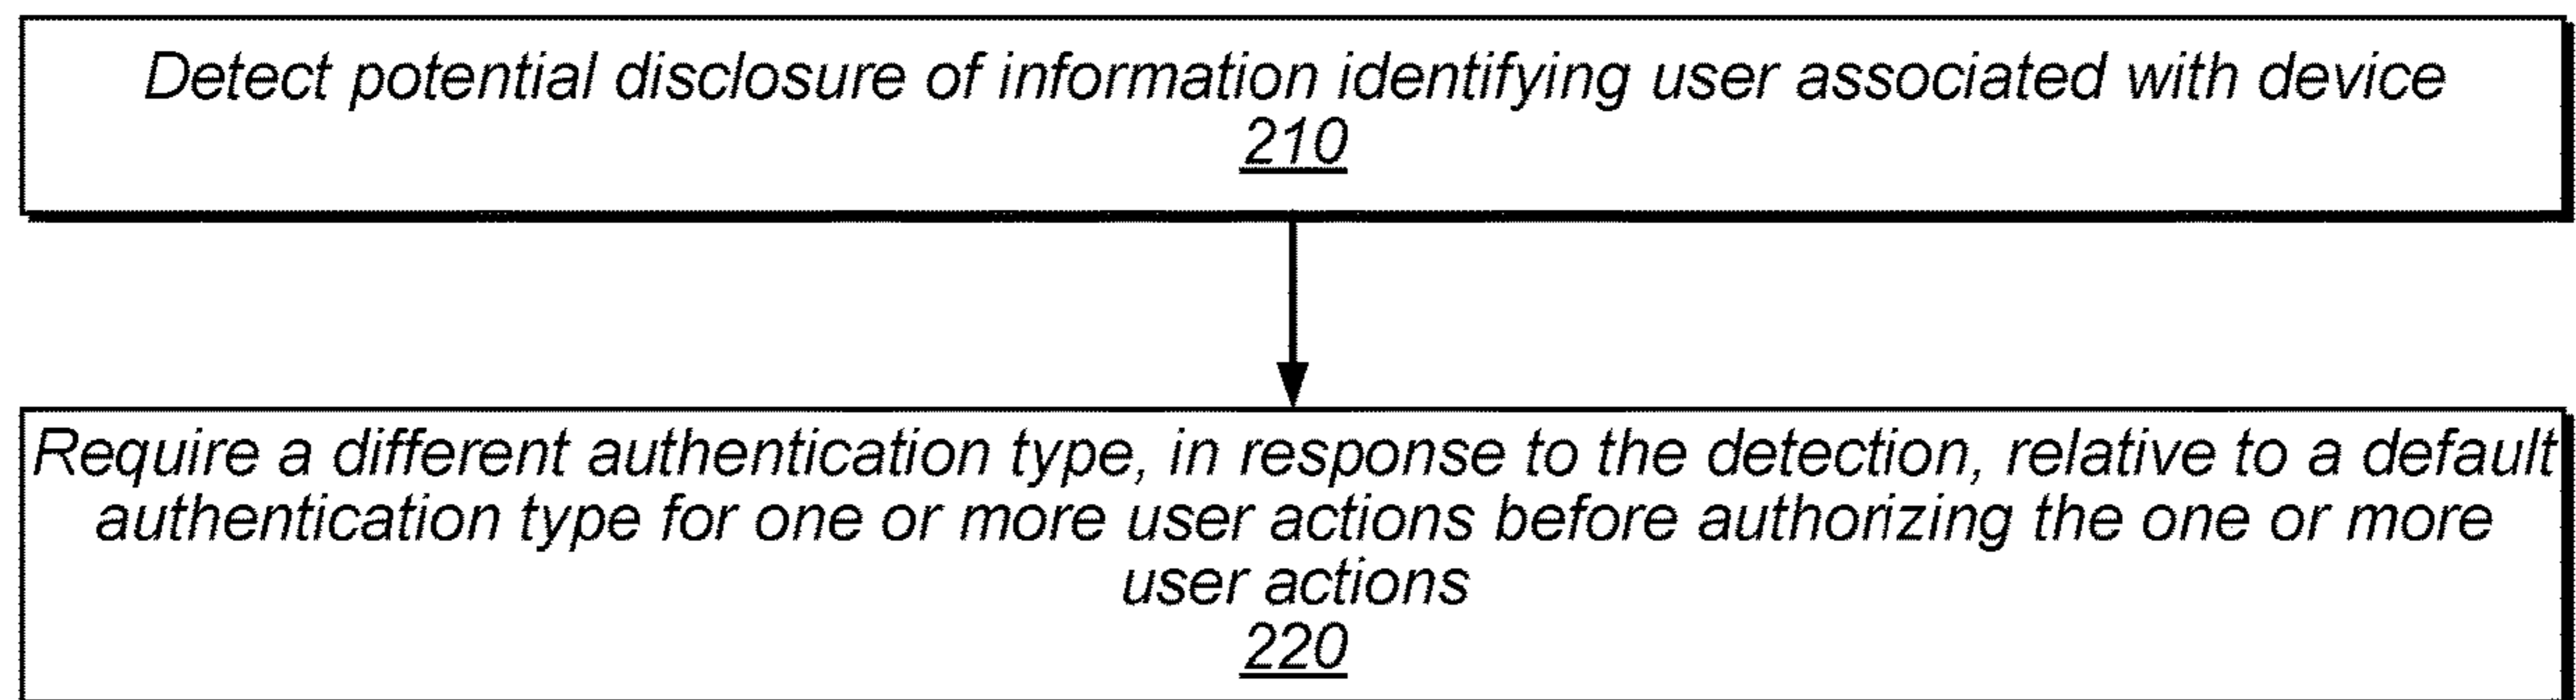 Detect potential disclosure of information identifying user associated with device
210
Require a different authentication type, in response to the detection, relative to a default
authentication type for one or more user actions before authorizing the one or more
user actions
220